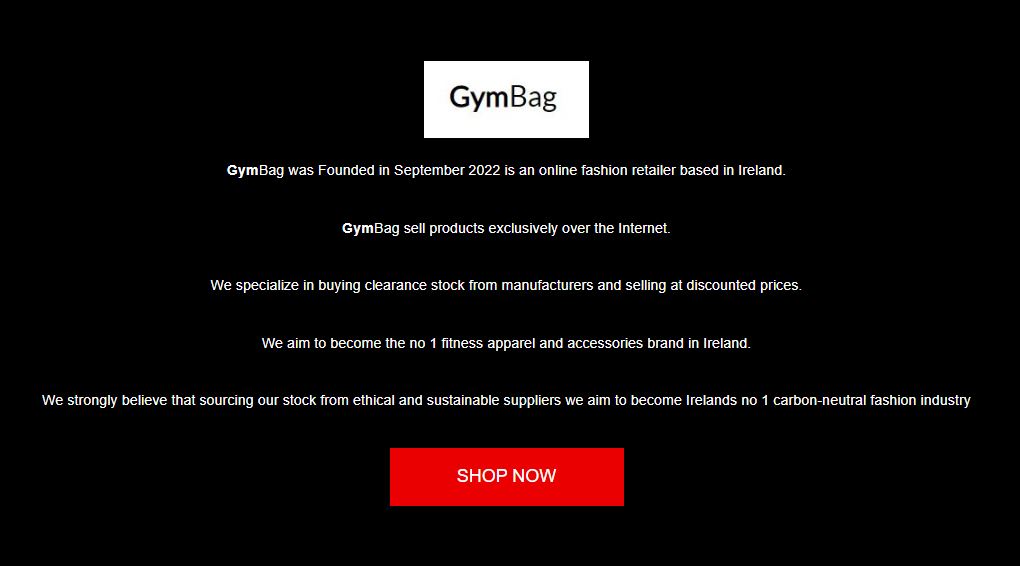 GymBag
GymBag was Founded in September 2022 is an online fashion retailer based in Ireland.
GymBag sell products exclusively over the Internet.
We specialize in buying clearance stock from manufacturers and selling at discounted prices.
We aim to become the no 1 fitness apparel and accessories brand in Ireland.
We strongly believe that sourcing our stock from ethical and sustainable suppliers we aim to become Irelands no 1 carbon-neutral fashion industry
SHOP NOW